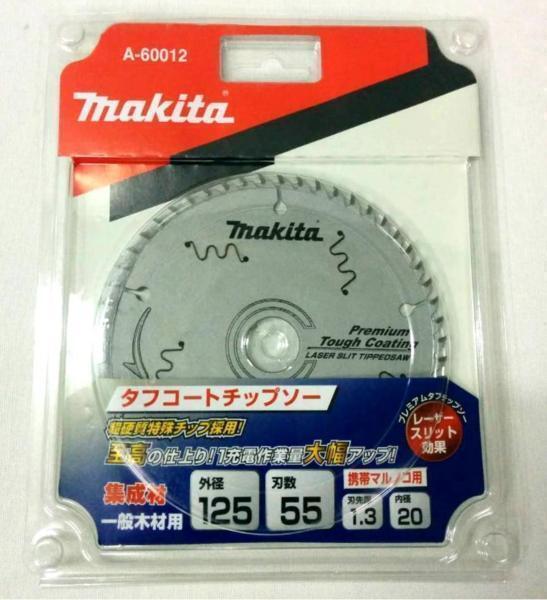 A-60012
makita®
makita
Premium
Tough Coating
LASER SLIT TIPPEDSAW
タフコートチップソー
超硬質特殊チップ採用!
至高の仕上り!1充電作業量大幅アップ!
プレミアムタフチップソー
レーザー
スリット
効果
集成材
一般木材用
外径
125
刃数
55
携帯マルノコ用
刃先厚
1.3
内径
20